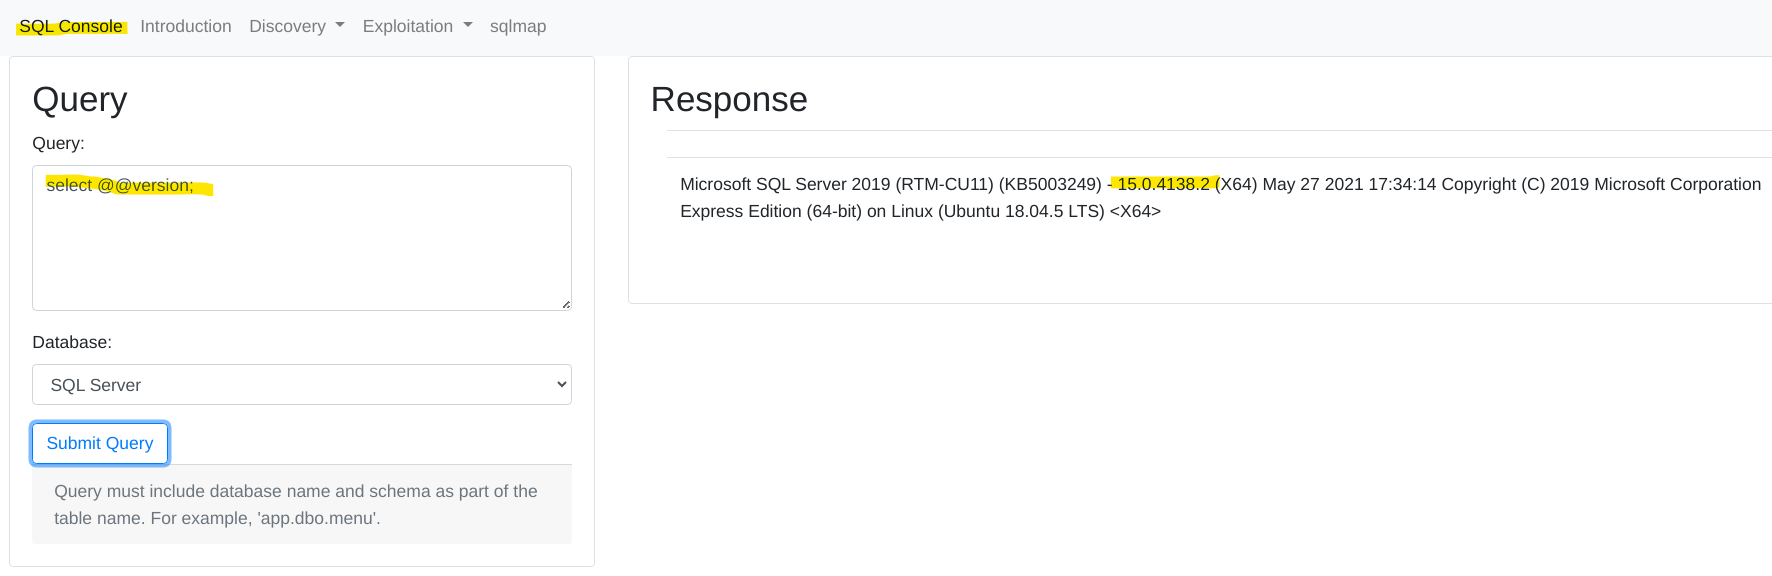 SQL Console Introduction Discovery Exploitation sqlmap
Query
Query:
select @@version;
Database:
SQL Server
Submit Query
Query must include database name and schema as part of the
table name. For example, 'app.dbo.menu'.
Response
Microsoft SQL Server 2019 (RTM-CU11) (KB5003249) - 15.0.4138.2 (X64) May 27 2021 17:34:14 Copyright (C) 2019 Microsoft Corporation
Express Edition (64-bit) on Linux (Ubuntu 18.04.5 LTS) <X64>